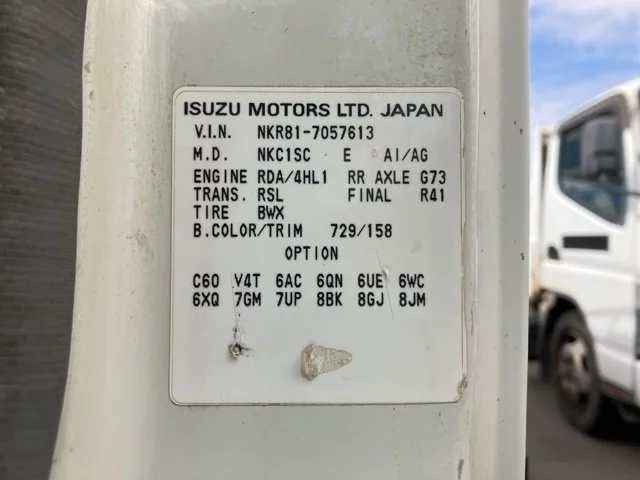 ISUZU MOTORS LTD. JAPAN
V.I.N. NKR81-7057613
M.D. NKC1SC E AI/AG
ENGINE RDA/4HL1 RR AXLE G73
TRANS. RSL FINAL R41
TIRE BWX
B.COLOR/TRIM 729/158
OPTION
C60 V4T 6AC 6QN 6UE 6WC
6XQ 7GM 7UP 8BK 8GJ 8JM